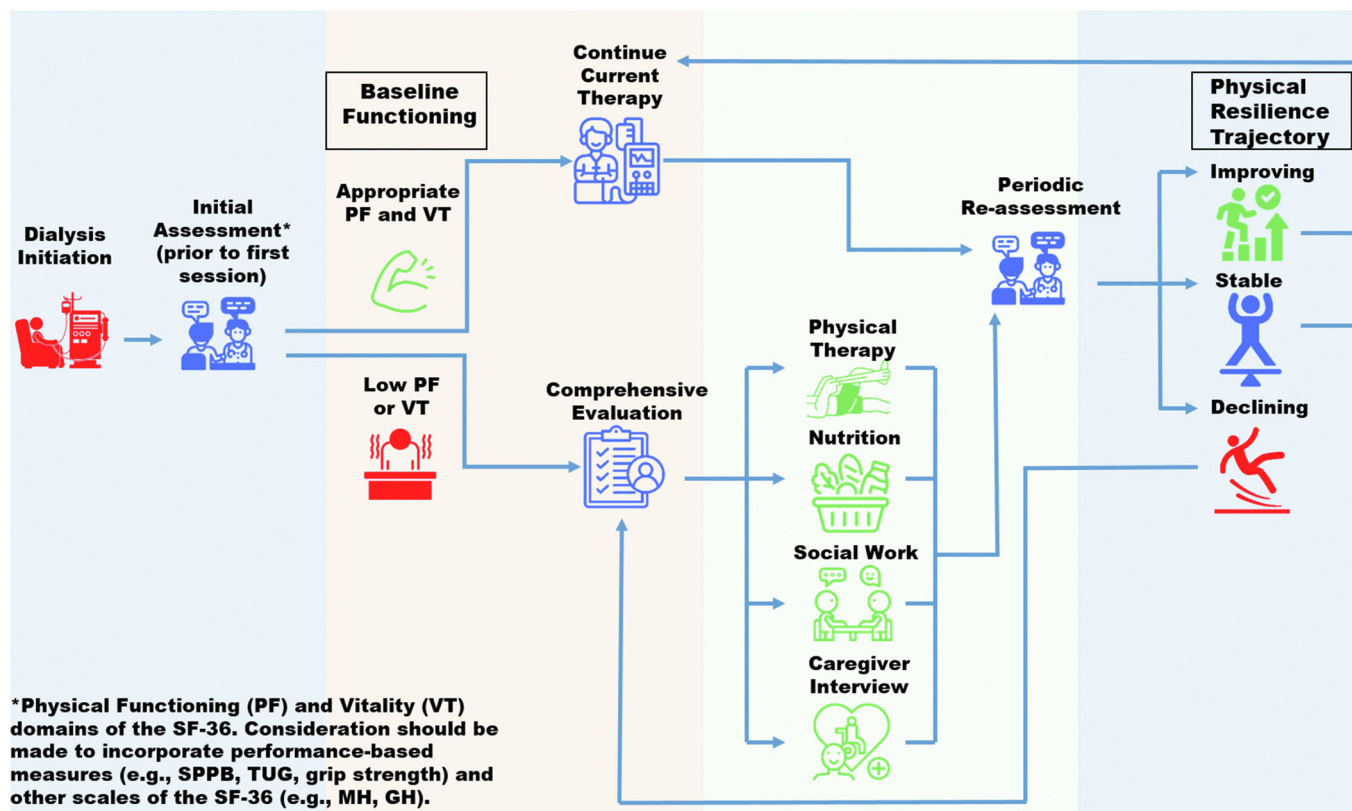 Dialysis
Initiation
Initial
Assessment*
(prior to first
session)
Baseline
Functioning
Appropriate
PF and VT
Low PF
or VT
Continue
Current
Therapy
Comprehensive
Evaluation
Physical
Therapy
Nutrition
Social Work
Caregiver
Interview
Periodic
Re-assessment
Physical
Resilience
Trajectory
Improving
Stable
Declining
*Physical Functioning (PF) and Vitality (VT)
domains of the SF-36. Consideration should be
made to incorporate performance-based
measures (e.g., SPPB, TUG, grip strength) and
other scales of the SF-36 (e.g., MH, GH).